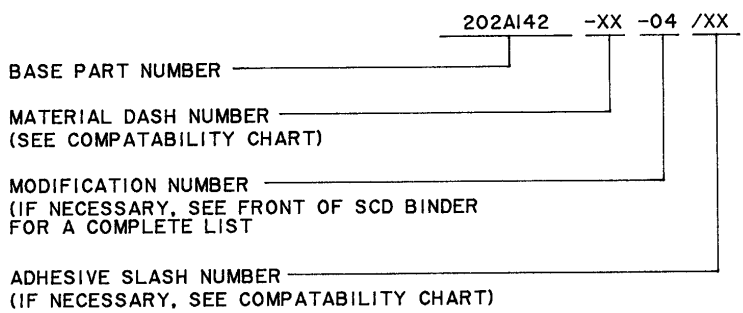 202A142 -XX -04 /XX
BASE PART NUMBER
MATERIAL DASH NUMBER
(SEE COMPATABILITY CHART)
MODIFICATION NUMBER
(IF NECESSARY, SEE FRONT OF SCD BINDER
FOR A COMPLETE LIST
ADHESIVE SLASH NUMBER
(IF NECESSARY, SEE COMPATABILITY CHART)